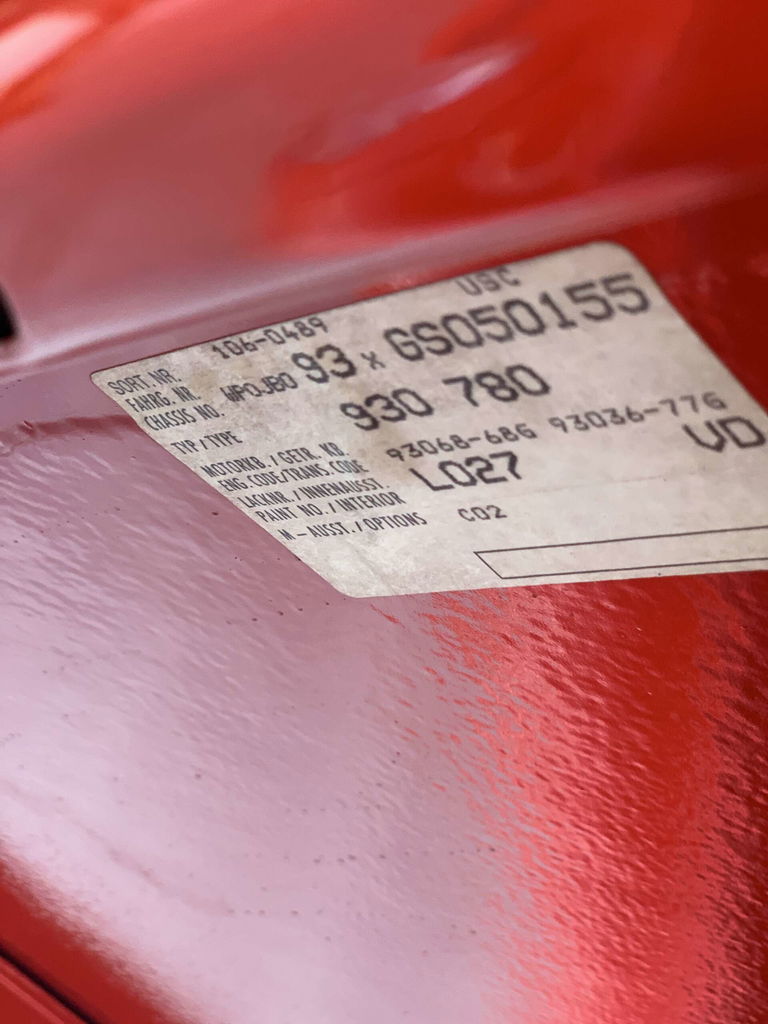 106-0489 USC
SORT. NR.
FAHRG. NR. WP0JB0 93 x GS050155
CHASSIS NO.
TYP/TYPE 930 780
MOTORKB./GETR. KB. 93068-686 93036-776
ENG.CODE/TRANS.CODE
LACKNR./INNENAUSST. L027 VD
PAINT NO./INTERIOR
M-AUSST./OPTIONS C02